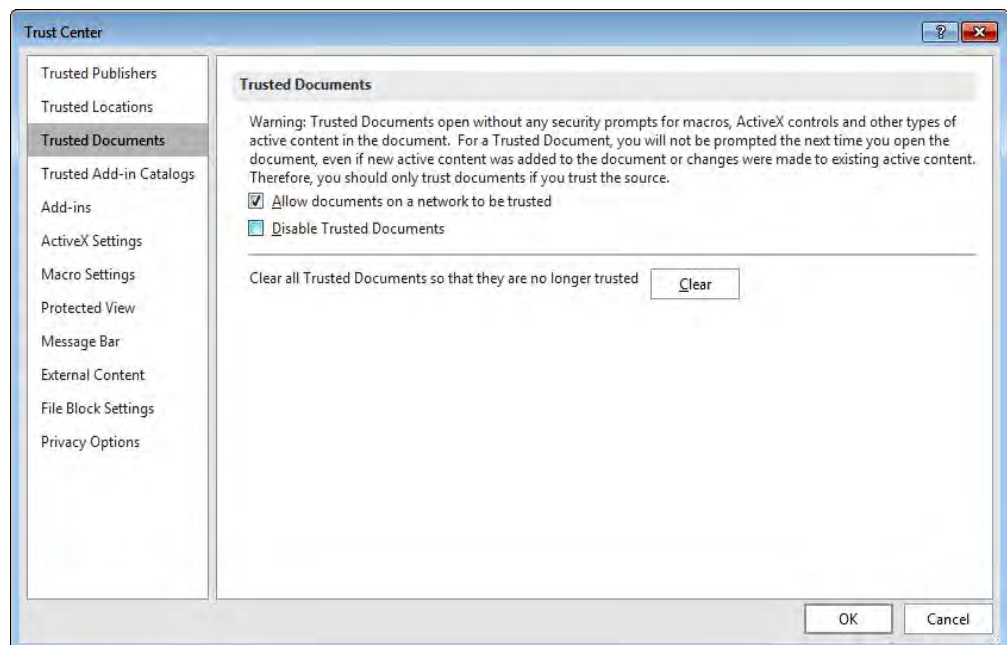 Trust Center
Trusted Publishers
Trusted Locations
Trusted Documents
Trusted Add-in Catalogs
Add-ins
ActiveX Settings
Macro Settings
Protected View
Message Bar
External Content
File Block Settings
Privacy Options
Trusted Documents
Warning: Trusted Documents open without any security prompts for macros, ActiveX controls and other types of
active content in the document. For a Trusted Document, you will not be prompted the next time you open the
document, even if new active content was added to the document or changes were made to existing active content.
Therefore, you should only trust documents if you trust the source.
Allow documents on a network to be trusted
Disable Trusted Documents
Clear all Trusted Documents so that they are no longer trusted Clear
OK Cancel